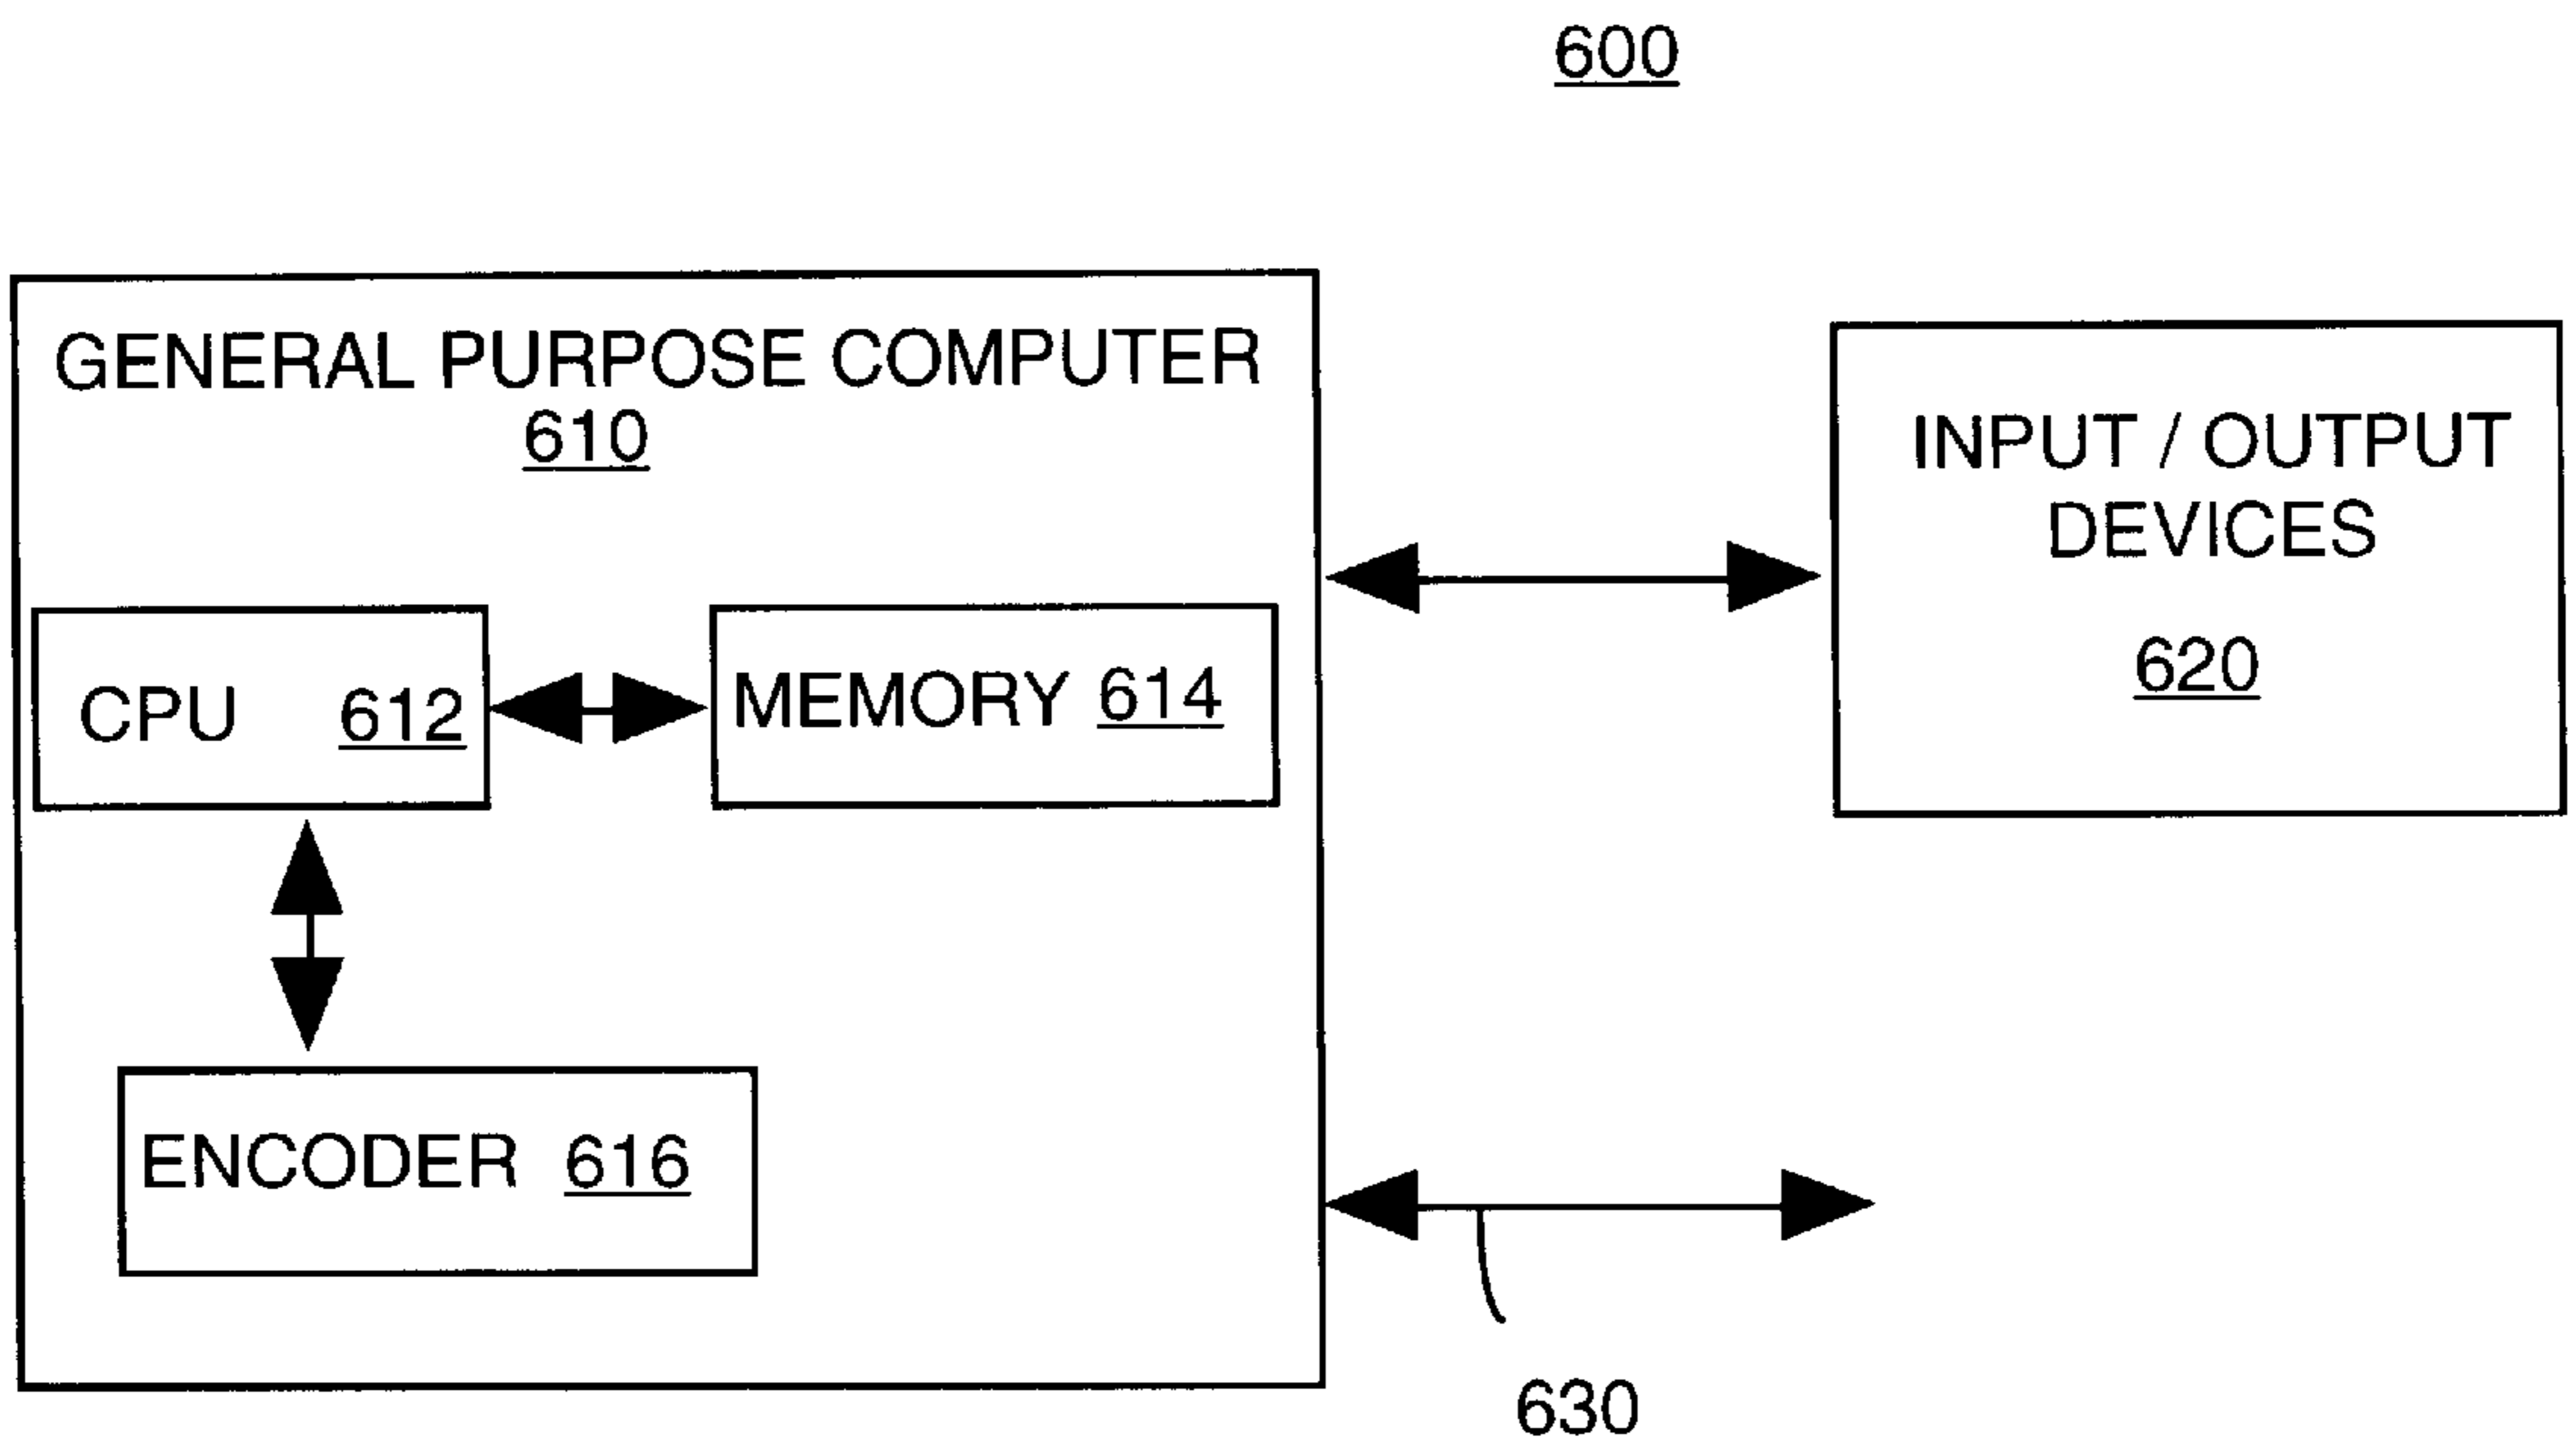 600
GENERAL PURPOSE COMPUTER
610
INPUT / OUTPUT
DEVICES
620
CPU 612
MEMORY 614
ENCODER 616
630